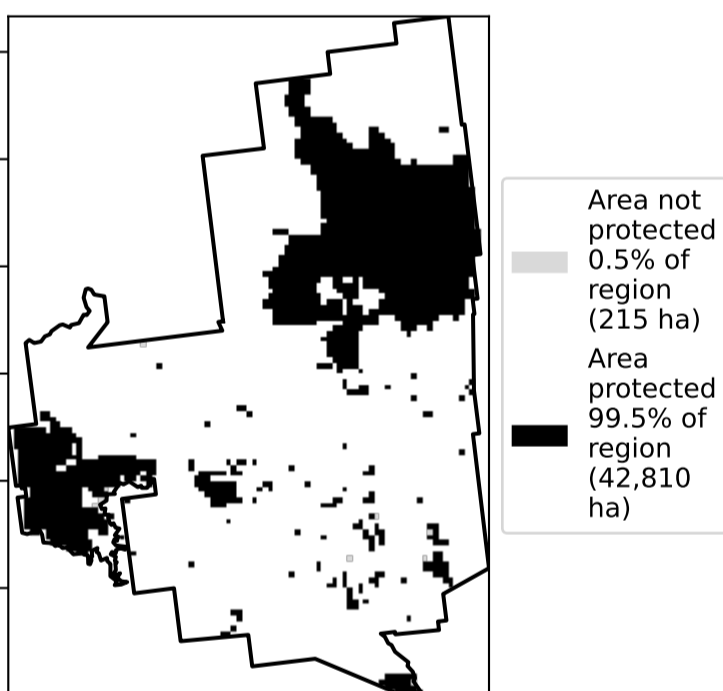 Area not
protected
0.5% of
region
(215 ha)
Area
protected
99.5% of
region
(42,810
ha)